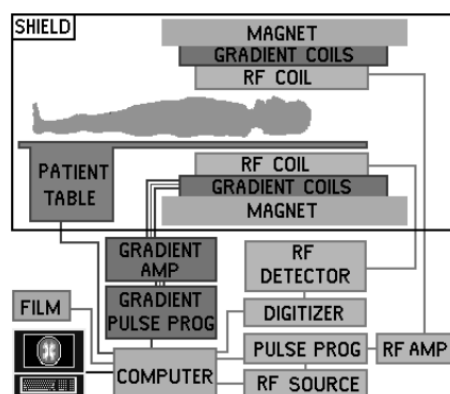 SHIELD
MAGNET
GRADIENT COILS
RF COIL
RF COIL
GRADIENT COILS
MAGNET
PATIENT
TABLE
GRADIENT
AMP
RF
DETECTOR
GRADIENT
PULSE PROG
DIGITIZER
FILM
PULSE PROG
RF AMP
COMPUTER
RF SOURCE